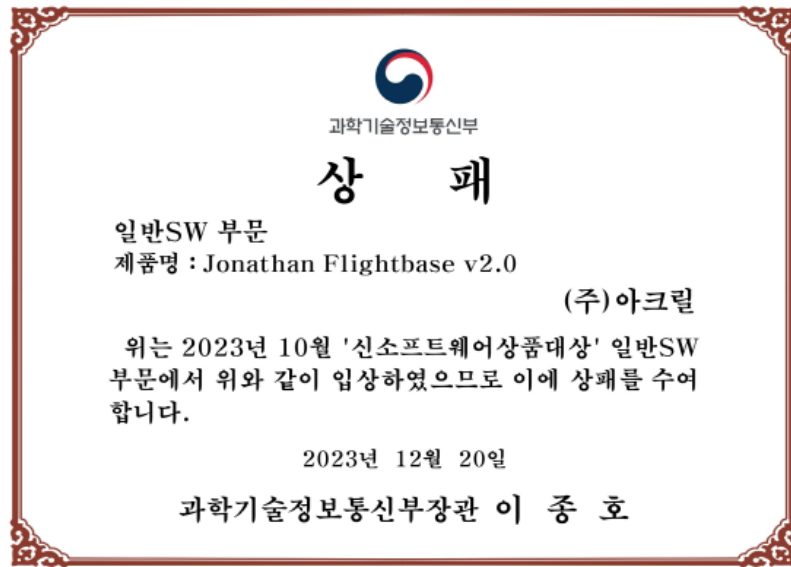 과학기술정보통신부
상 패
일반SW 부문
제품명 : Jonathan Flightbase v2.0
(주)아크릴
위는 2023년 10월 '신소프트웨어상품대상' 일반SW
부문에서 위와 같이 입상하였으므로 이에 상패를 수여
합니다.
2023년 12월 20일
과학기술정보통신부장관 이 종 호